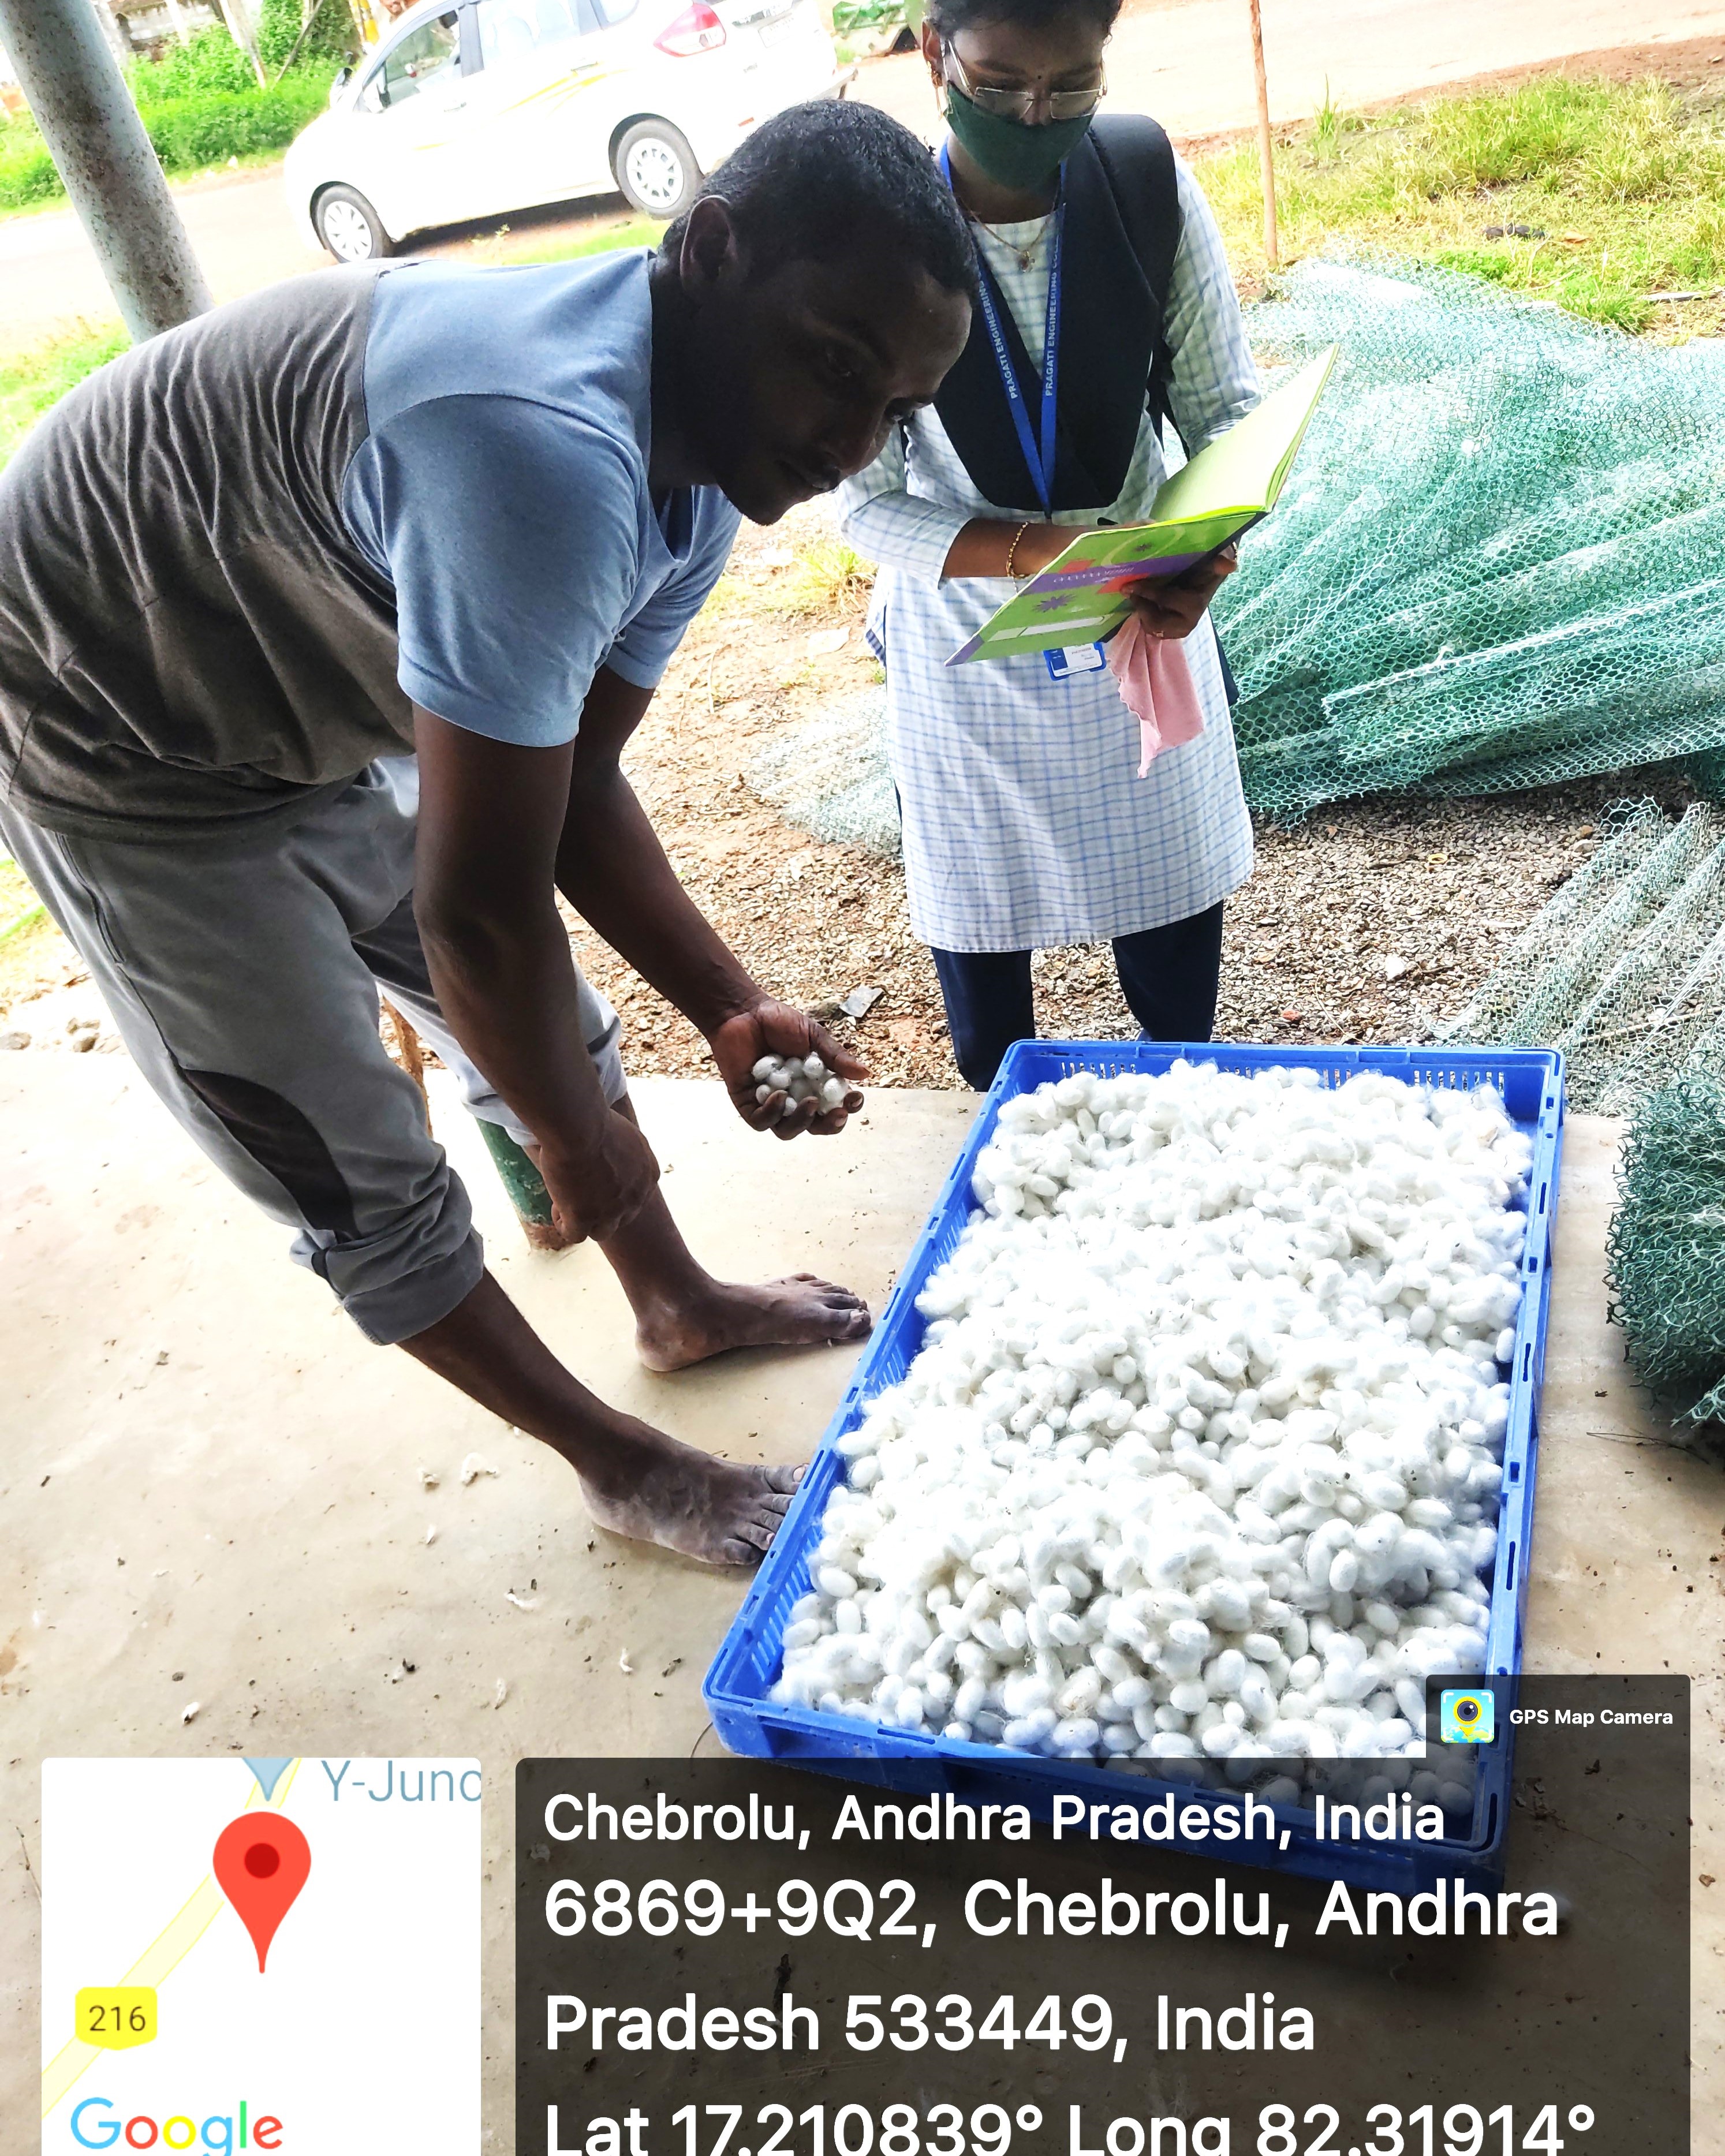 PRAGATI ENGINEERING
PRAGATI ENGINEERING CO
GPS Map Camera
Y-Junc
216
Google
Chebrolu, Andhra Pradesh, India
6869+9Q2, Chebrolu, Andhra
Pradesh 533449, India
Lat 17.210839° Long 82.31914°